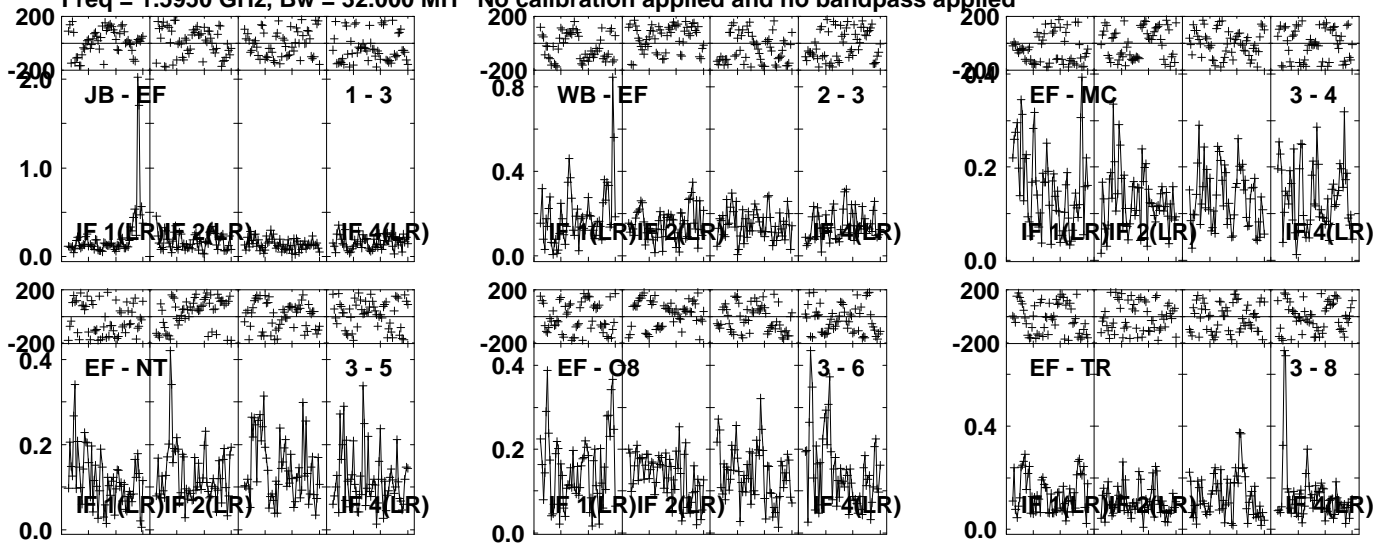 Freq = 1.5950 GHz, Bw = 32.000 MH No calibration applied and no bandpass applied
200
-200
2.0
1.0
0.0
JB - EF 1 - 3
IF 1(LR) IF 2(LR) IF 4(LR)
200
-200
0.8
0.4
0.0
WB - EF 2 - 3
IF 1(LR) IF 2(LR) IF 4(LR)
200
-200
0.4
0.2
0.0
EF - MC 3 - 4
IF 1(LR) IF 2(LR) IF 4(LR)
200
-200
0.4
0.2
0.0
EF - NT 3 - 5
IF 1(LR) IF 2(LR) IF 4(LR)
200
-200
0.4
0.2
0.0
EF - O8 3 - 6
IF 1(LR) IF 2(LR) IF 4(LR)
200
-200
0.4
0.0
EF - TR 3 - 8
IF 1(LR) IF 2(LR) IF 4(LR)